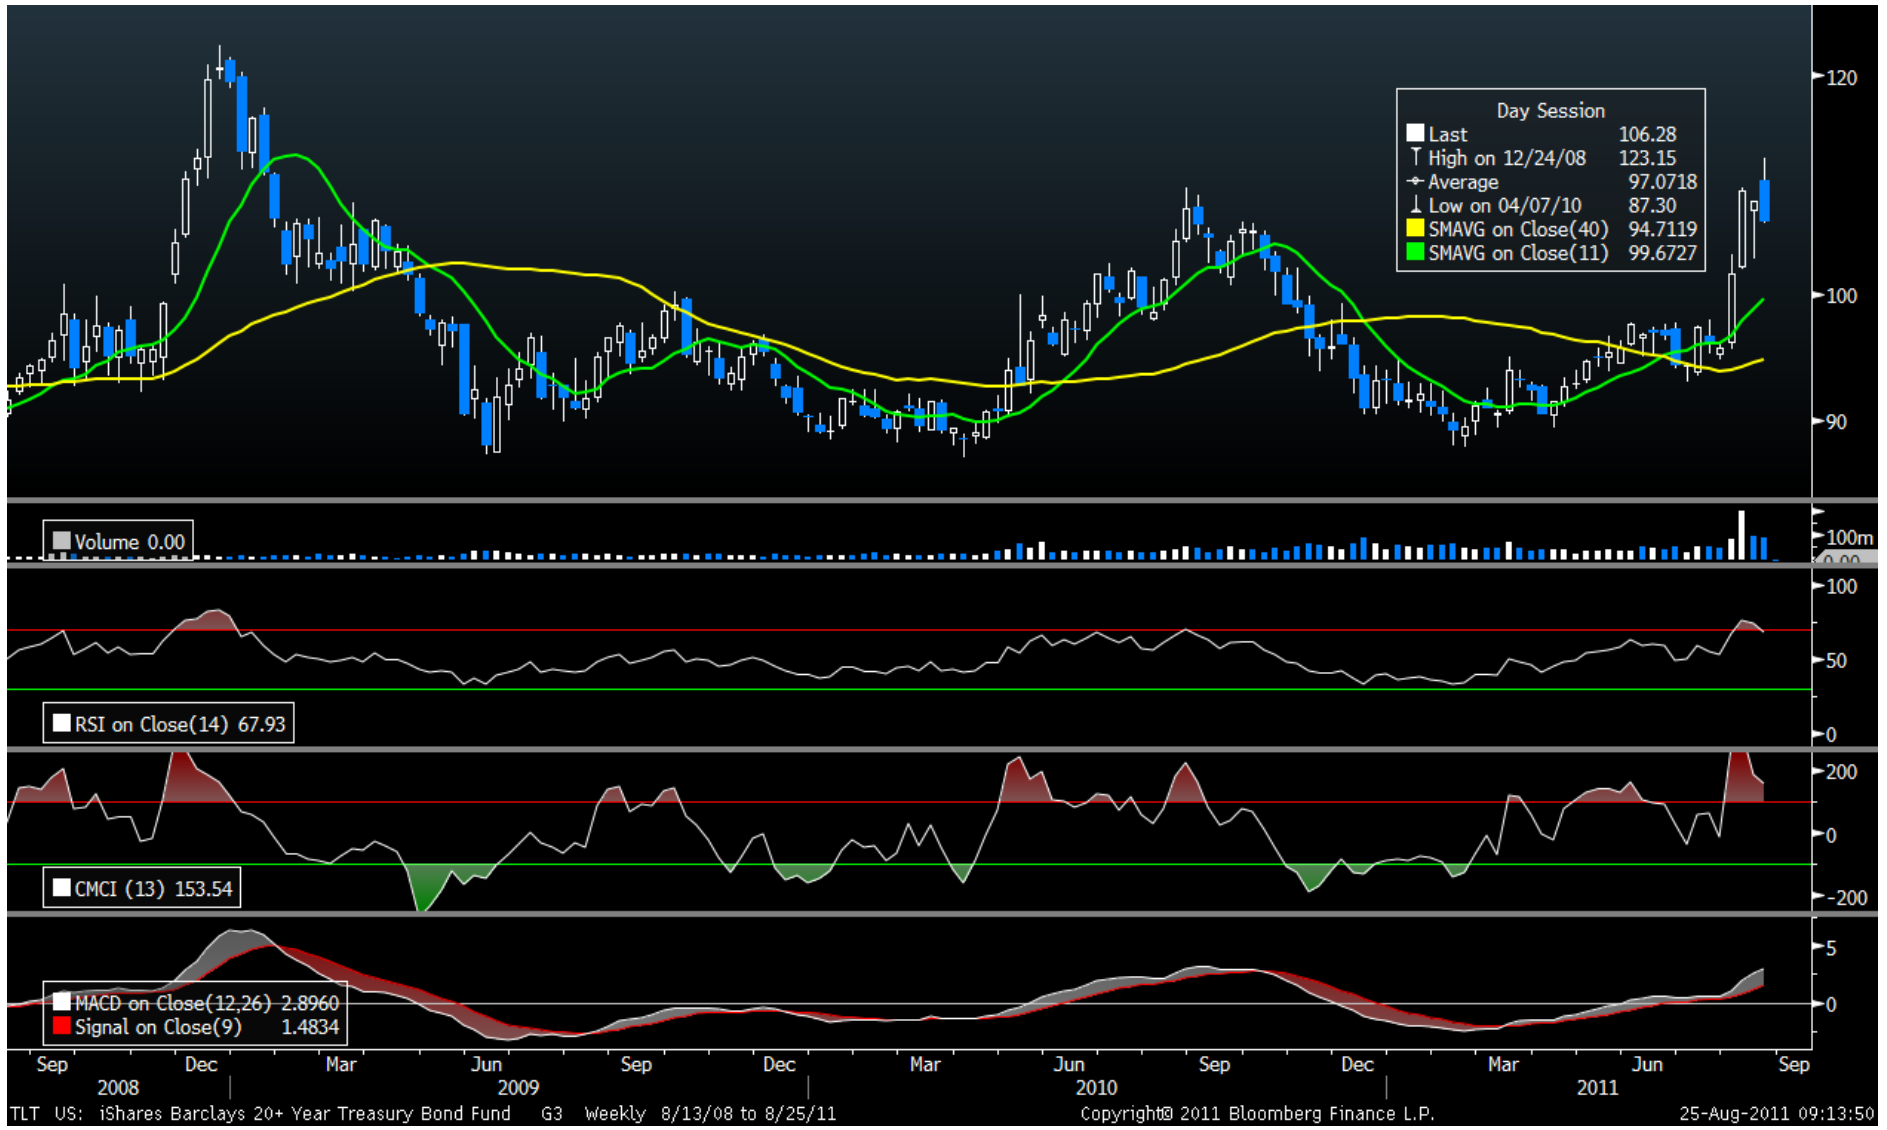 120
Day Session
Last 106.28
High on 12/24/08 123.15
Average 97.0718
Low on 04/07/10 87.30
SMAVG on Close(40) 94.7119
SMAVG on Close(11) 99.6727
100
90
Volume 0.00
100m
0.00
100
50
RSI on Close(14) 67.93
0
200
0
CMCI (13) 153.54
-200
5
MACD on Close(12,26) 2.8960
0
Signal on Close(9) 1.4834
Sep Dec Mar Jun Sep Dec Mar Jun Sep Dec Mar Jun Sep
2008 2009 2010 2011
TLT US: iShares Barclays 20+ Year Treasury Bond Fund G3 Weekly 8/13/08 to 8/25/11 Copyright© 2011 Bloomberg Finance L.P. 25-Aug-2011 09:13:50